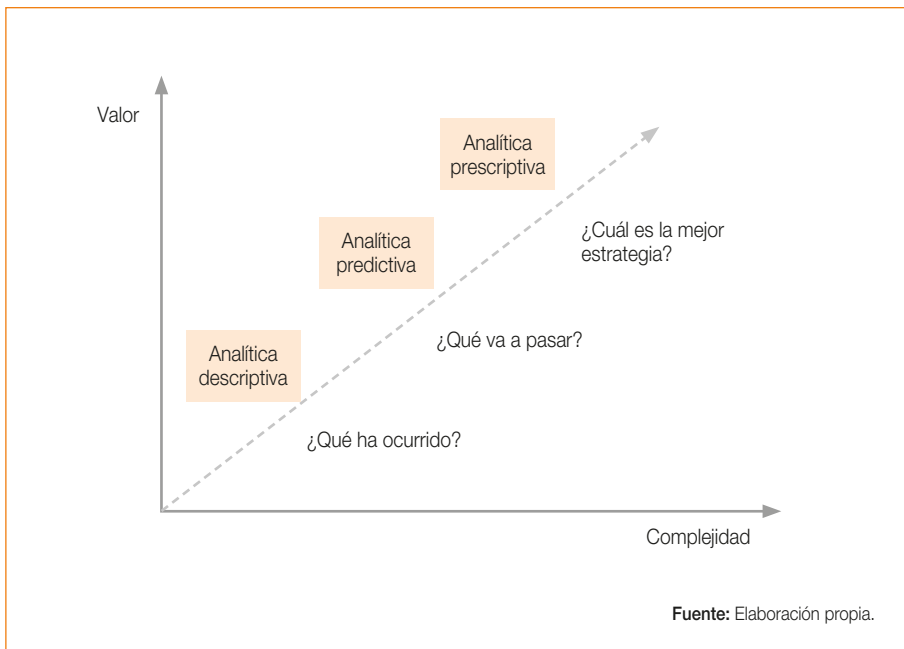 Valor
Analítica
prescriptiva
¿Cuál es la mejor
estrategia?
Analítica
predictiva
¿Qué va a pasar?
Analítica
descriptiva
¿Qué ha ocurrido?
Complejidad
Fuente: Elaboración propia.